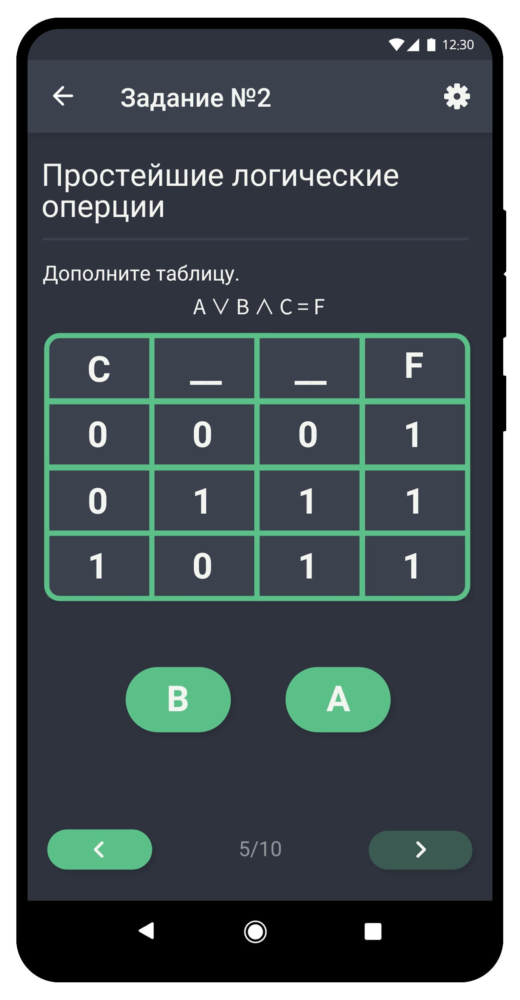 12:30
Задание №2
Простейшие логические
оперции
Дополните таблицу.
A ∨ B ∧ C = F
C __ __ F
0 0 0 1
0 1 1 1
1 0 1 1
B A
5/10